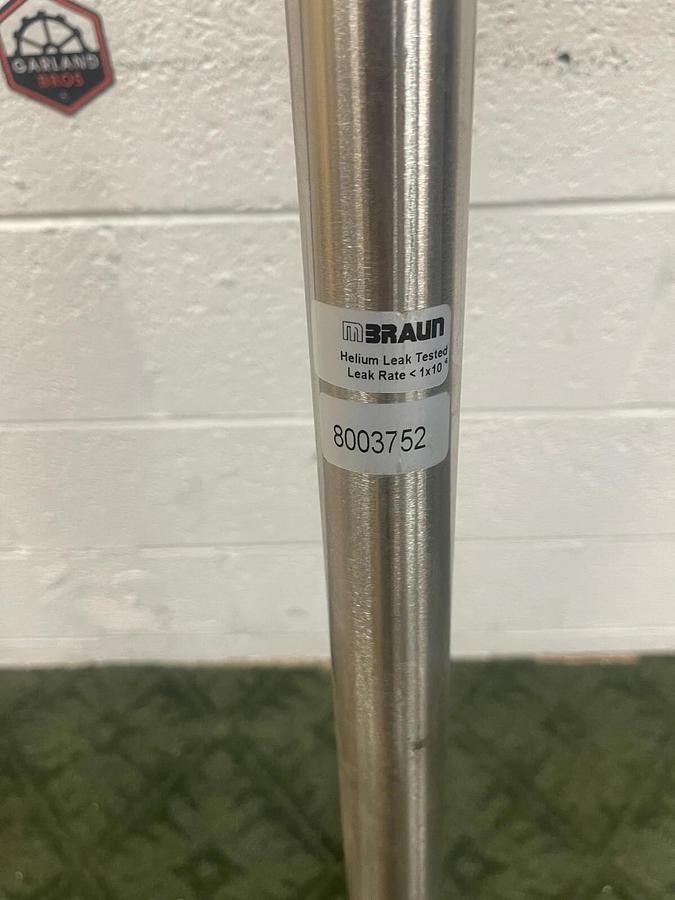 GARLAND
BROS
mBRAUN
Helium Leak Tested
Leak Rate < 1x10
8003752